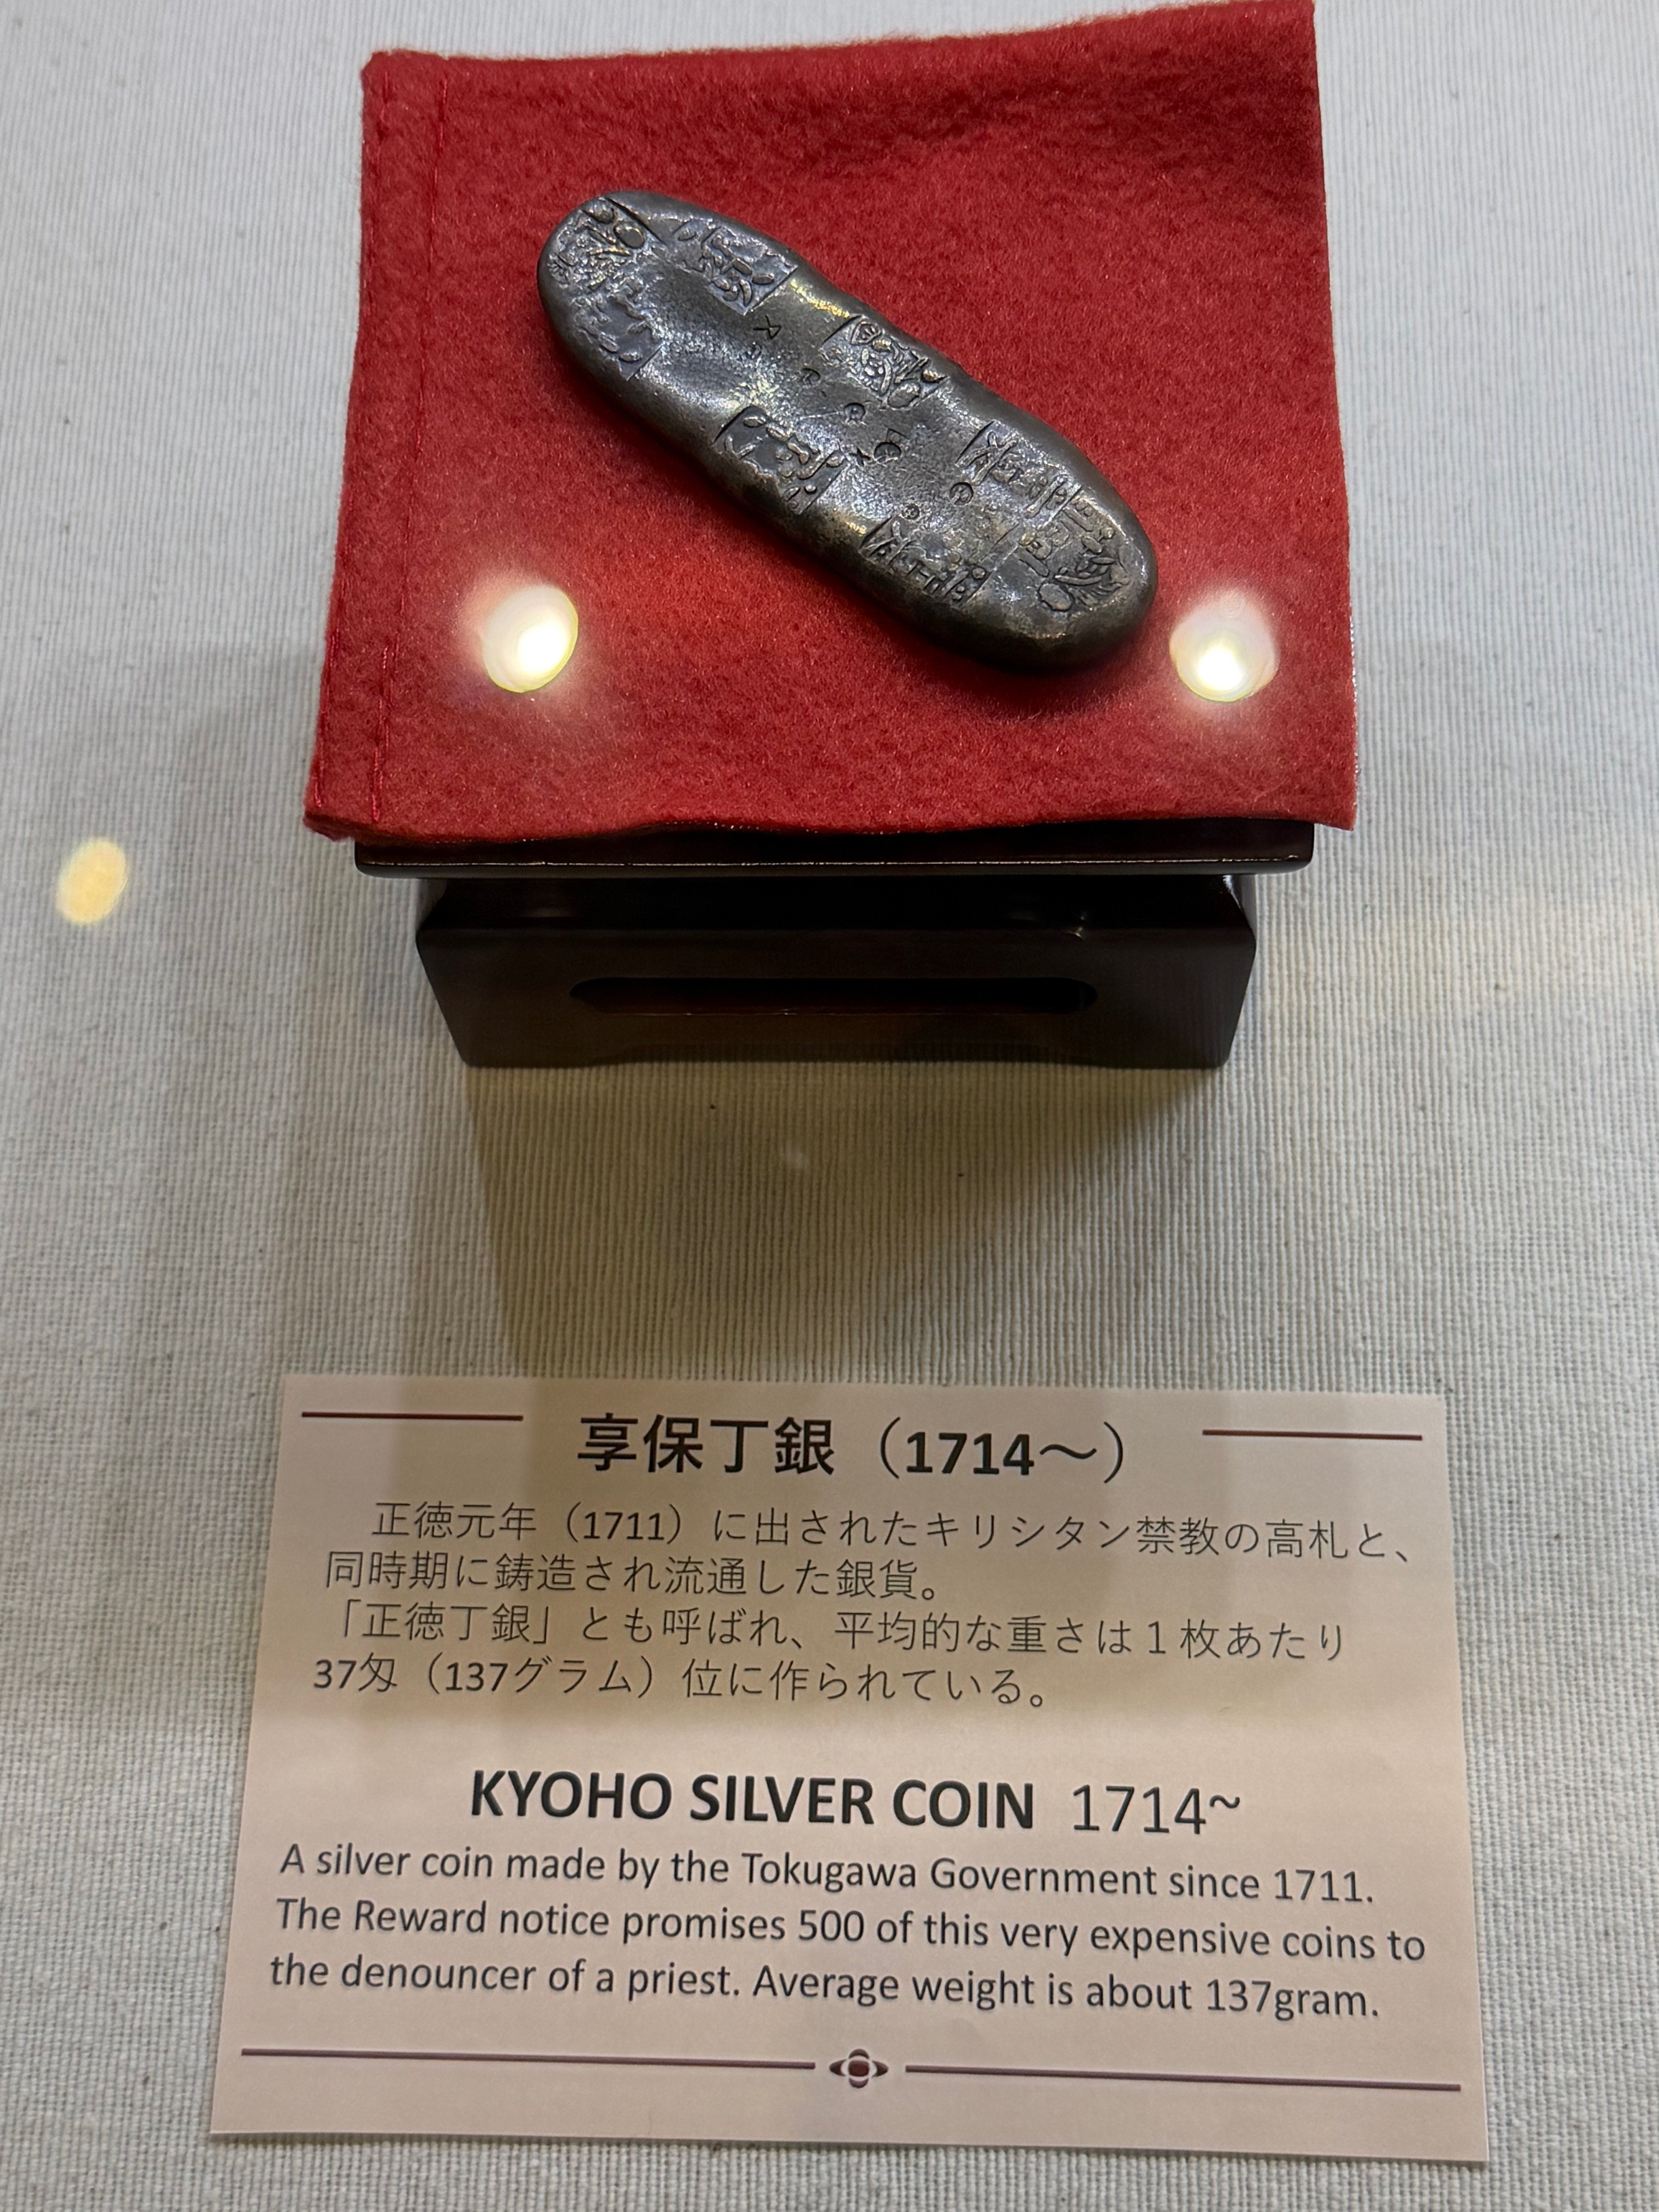 享保丁銀（1714～）
正徳元年（1711）に出されたキリシタン禁教の高札と、
同時期に鋳造され流通した銀貨。
「正徳丁銀」とも呼ばれ、平均的な重さは１枚あたり
37匁（137グラム）位に作られている。
KYOHO SILVER COIN 1714~
A silver coin made by the Tokugawa Government since 1711.
The Reward notice promises 500 of this very expensive coins to
the denouncer of a priest. Average weight is about 137gram.